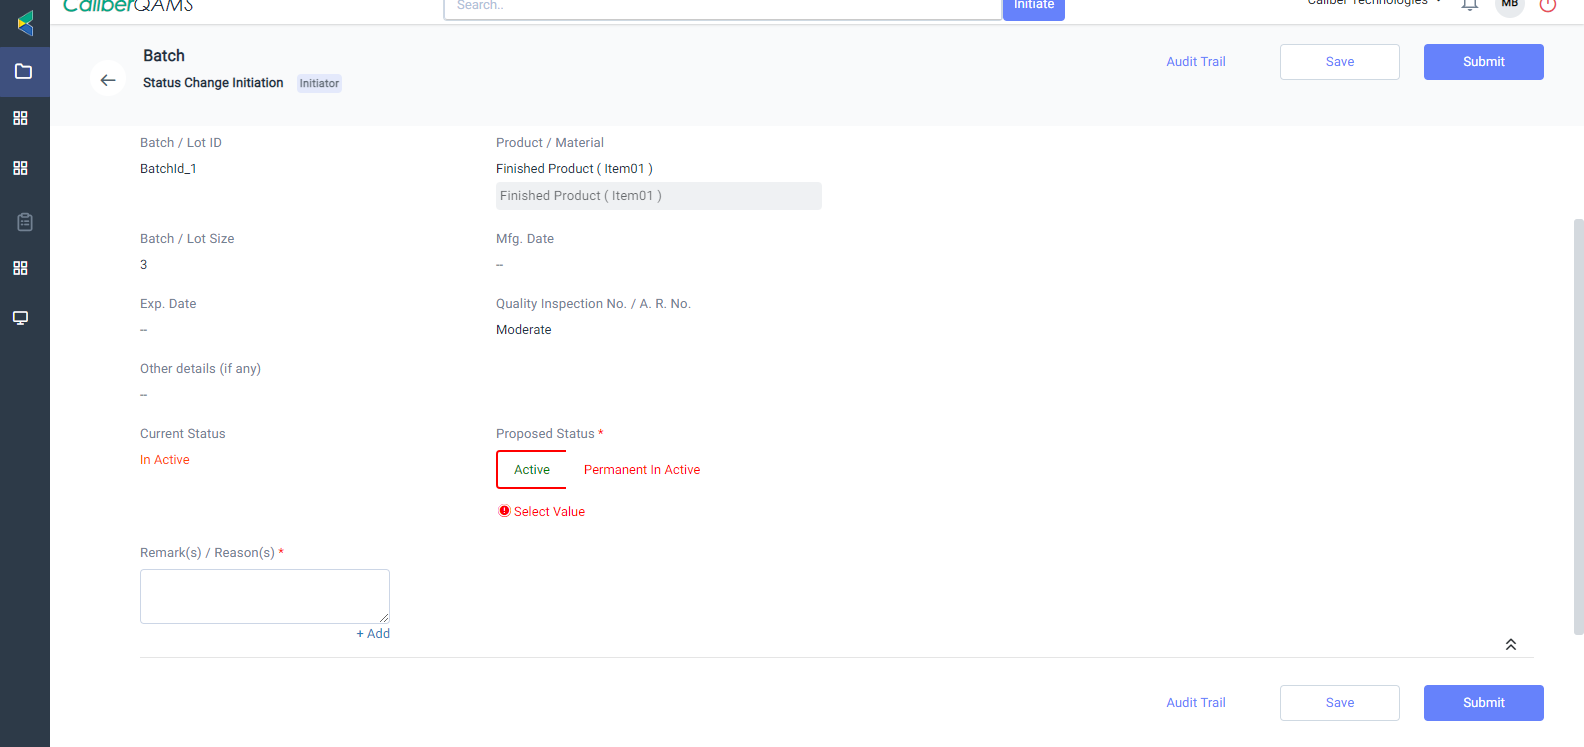 CaliberQAMS
Search..
Initiate
Caliber Technologies
MB
Batch
Status Change Initiation Initiator
Audit Trail
Save
Submit
Batch / Lot ID
BatchId_1
Product / Material
Finished Product ( Item01 )
Finished Product ( Item01 )
Batch / Lot Size
3
Mfg. Date
--
Exp. Date
--
Quality Inspection No. / A. R. No.
Moderate
Other details (if any)
--
Current Status
In Active
Proposed Status *
Active Permanent In Active
Select Value
Remark(s) / Reason(s) *
+ Add
Audit Trail
Save
Submit